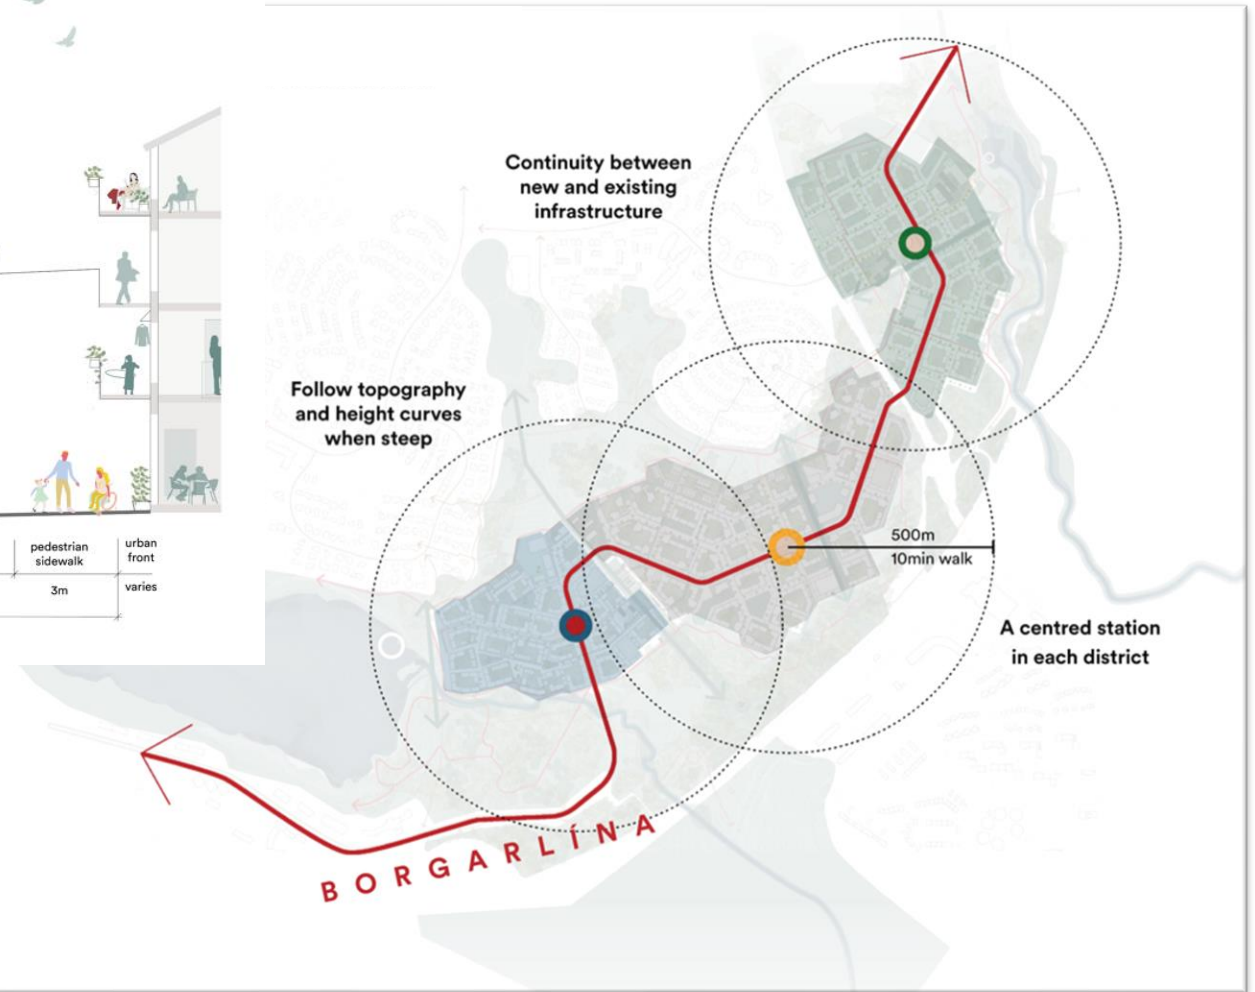 Continuity between
new and existing
infrastructure
Follow topography
and height curves
when steep
500m
10min walk
A centred station
in each district
BORGARLÍNA
pedestrian
sidewalk
urban
front
3m
varies